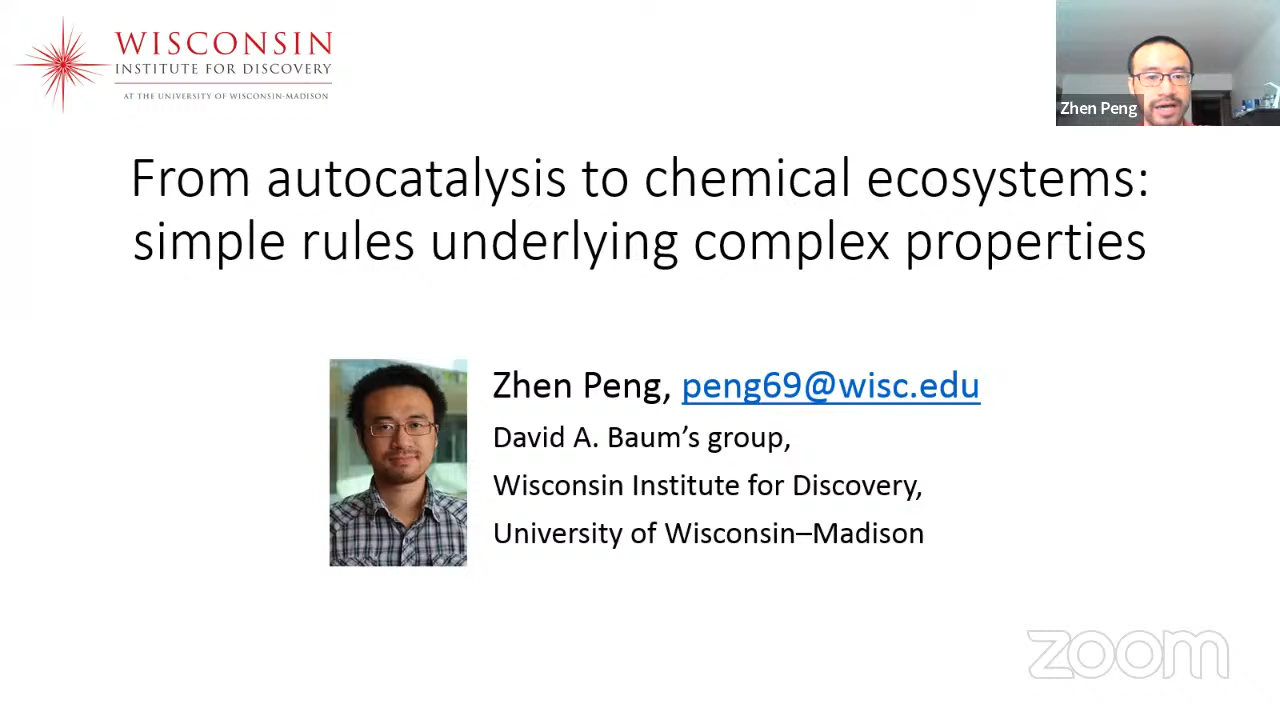 WISCONSIN
INSTITUTE FOR DISCOVERY
AT THE UNIVERSITY OF WISCONSIN-MADISON
Zhen Peng
From autocatalysis to chemical ecosystems:
simple rules underlying complex properties
Zhen Peng, peng69@wisc.edu
David A. Baum’s group,
Wisconsin Institute for Discovery,
University of Wisconsin–Madison
zoom